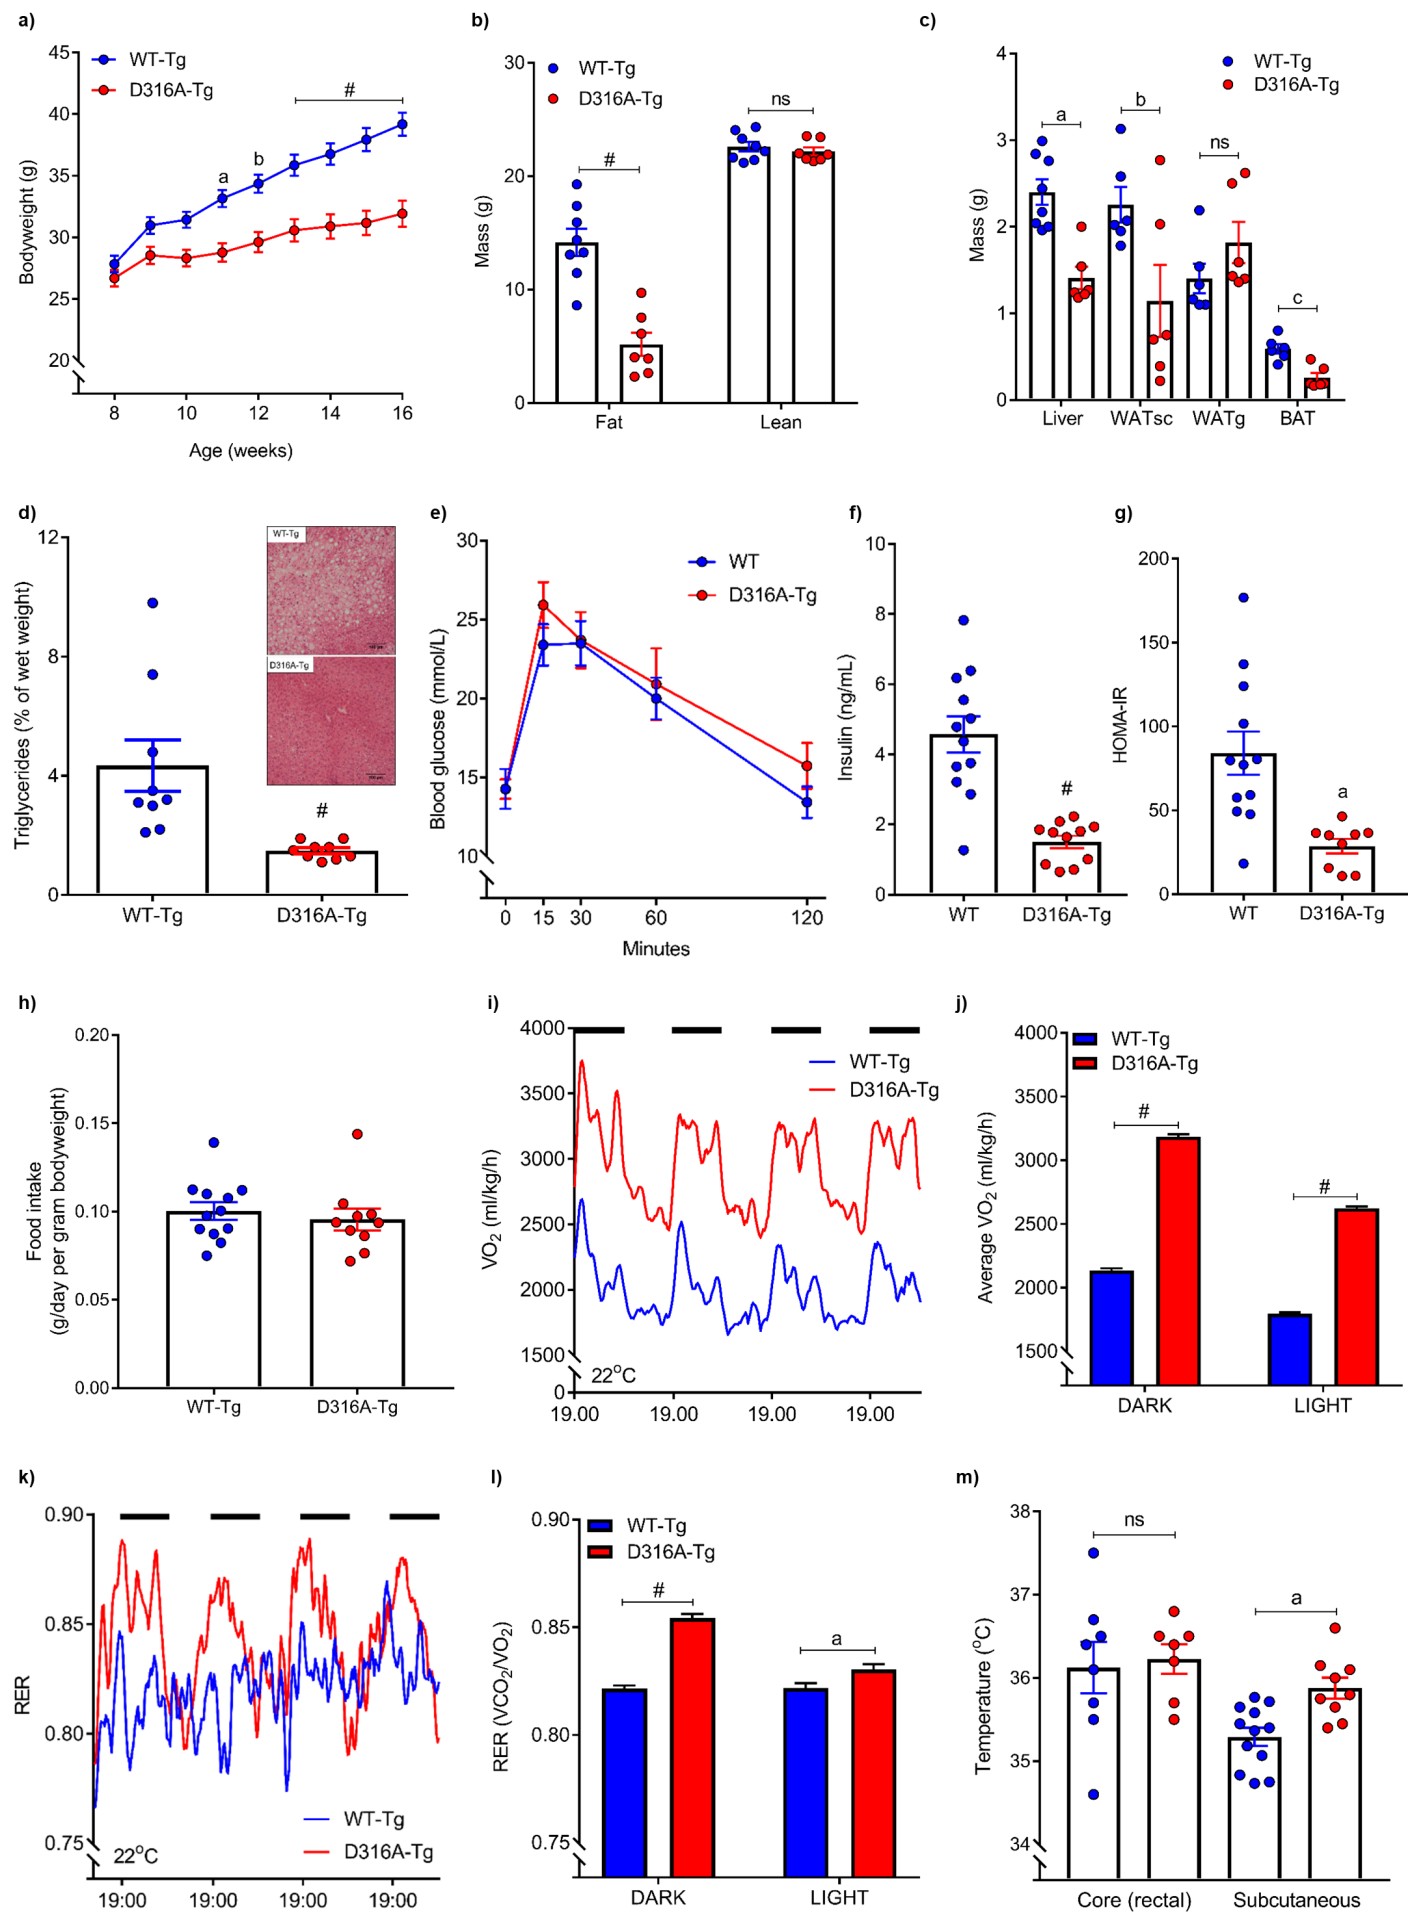 a)
45
40
35
30
25
20
Bodyweight (g)
WT-Tg
D316A-Tg
#
a
b
8
10
12
14
16
Age (weeks)
b)
30
20
10
0
Mass (g)
WT-Tg
D316A-Tg
#
ns
Fat
Lean
c)
4
3
2
1
0
Mass (g)
WT-Tg
D316A-Tg
a
b
ns
c
Liver
WATsc
WATg
BAT
d)
12
8
4
0
Triglycerides (% of wet weight)
WT-Tg
D316A-Tg
#
WT-Tg
D316A-Tg
e)
30
25
20
15
10
Blood glucose (mmol/L)
WT
D316A-Tg
0
15
30
60
120
Minutes
f)
10
8
6
4
2
0
Insulin (ng/mL)
#
WT
D316A-Tg
g)
200
150
100
50
0
HOMA-IR
a
WT
D316A-Tg
h)
0.20
0.15
0.10
0.05
0.00
Food intake
(g/day per gram bodyweight)
WT-Tg
D316A-Tg
i)
4000
3500
3000
2500
2000
1500
0
VO2 (ml/kg/h)
WT-Tg
D316A-Tg
22°C
19.00
19.00
19.00
19.00
j)
4000
3500
3000
2500
2000
1500
Average VO2 (ml/kg/h)
WT-Tg
D316A-Tg
#
#
DARK
LIGHT
k)
0.90
0.85
0.80
0.75
RER
WT-Tg
D316A-Tg
22°C
19:00
19:00
19:00
19:00
l)
0.90
0.85
0.80
0.75
RER (VCO2/VO2)
WT-Tg
D316A-Tg
#
a
DARK
LIGHT
m)
38
37
36
35
34
Temperature (°C)
ns
a
Core (rectal)
Subcutaneous